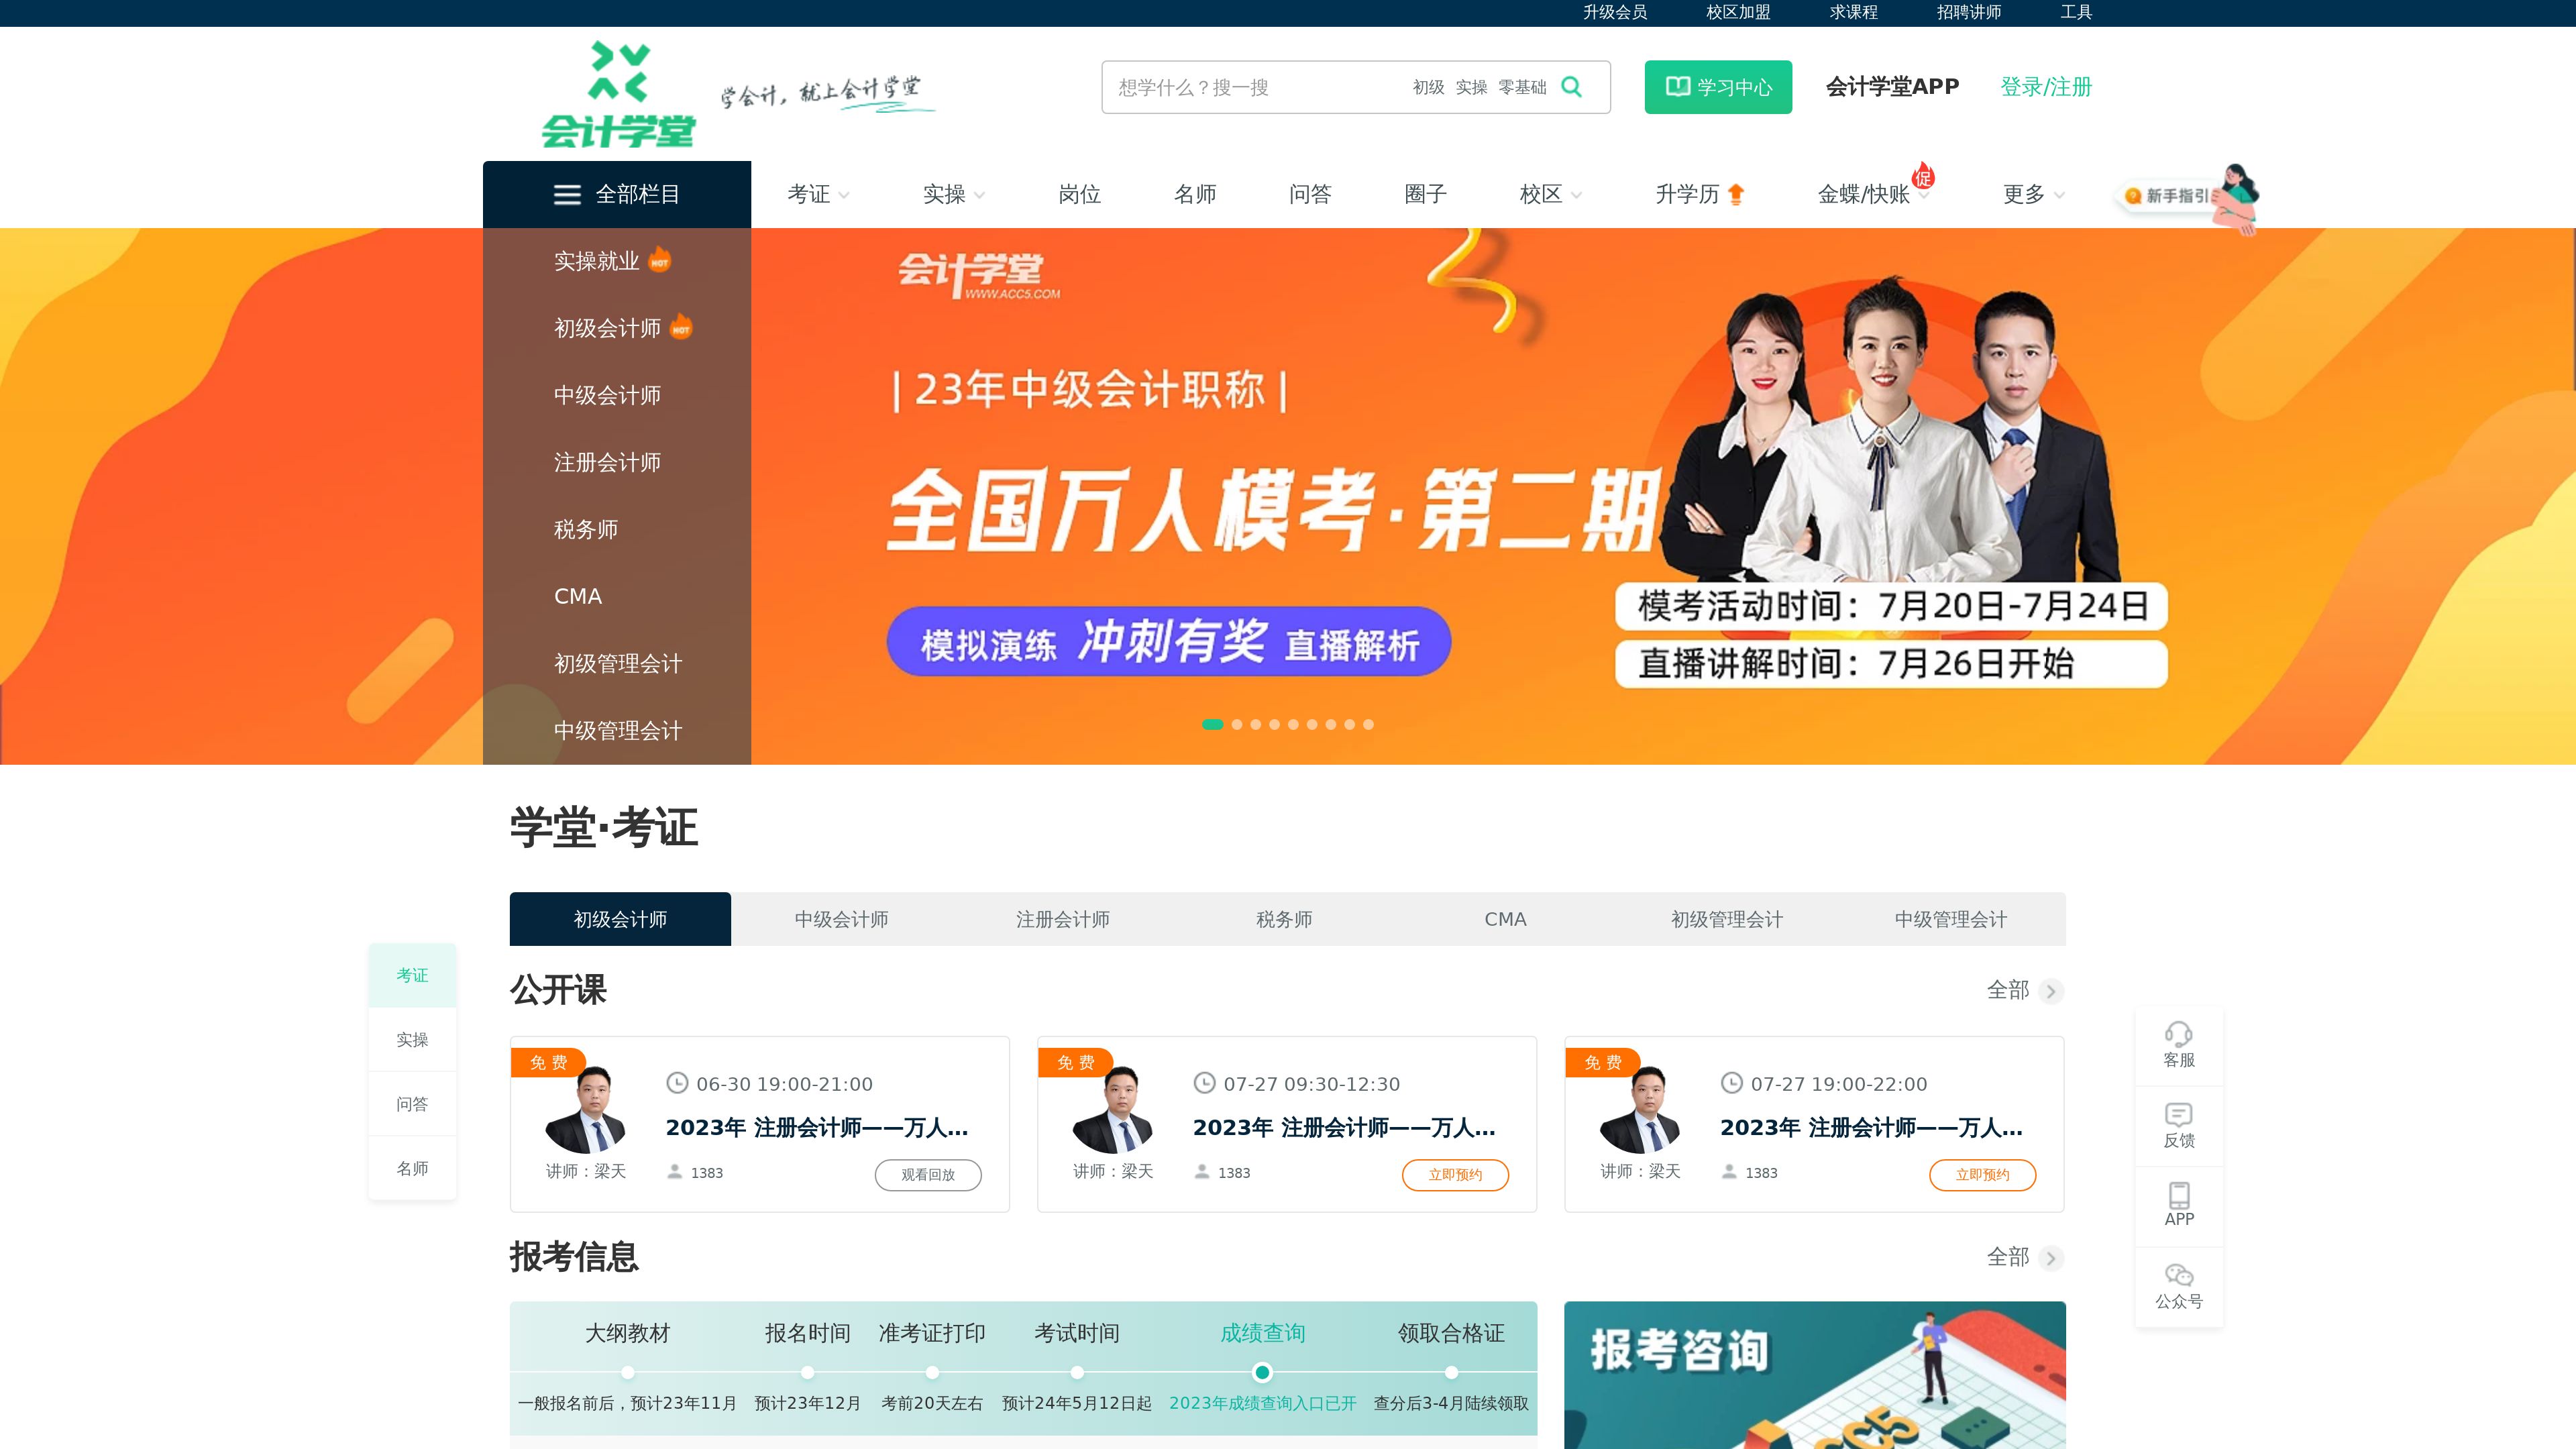 升级会员 校区加盟 求课程 招聘讲师 工具
会计学堂
学会计，就上会计学堂
想学什么？搜一搜 初级 实操 零基础
学习中心
会计学堂APP
登录/注册
全部栏目 考证 实操 岗位 名师 问答 圈子 校区 升学历 金蝶/快账 促 更多 新手指引
实操就业 HOT
初级会计师 HOT
中级会计师
注册会计师
税务师
CMA
初级管理会计
中级管理会计
会计学堂
WWW.ACC5.COM
|23年中级会计职称|
全国万人模考·第二期
模拟演练 冲刺有奖 直播解析
模考活动时间：7月20日-7月24日
直播讲解时间：7月26日开始
学堂·考证
初级会计师 中级会计师 注册会计师 税务师 CMA 初级管理会计 中级管理会计
考证
实操
问答
名师
公开课 全部
免费
06-30 19:00-21:00
2023年 注册会计师——万人...
讲师：梁天 1383 观看回放
免费
07-27 09:30-12:30
2023年 注册会计师——万人...
讲师：梁天 1383 立即预约
免费
07-27 19:00-22:00
2023年 注册会计师——万人...
讲师：梁天 1383 立即预约
客服
反馈
APP
公众号
报考信息 全部
大纲教材 报名时间 准考证打印 考试时间 成绩查询 领取合格证
一般报名前后，预计23年11月 预计23年12月 考前20天左右 预计24年5月12日起 2023年成绩查询入口已开 查分后3-4月陆续领取
报考咨询